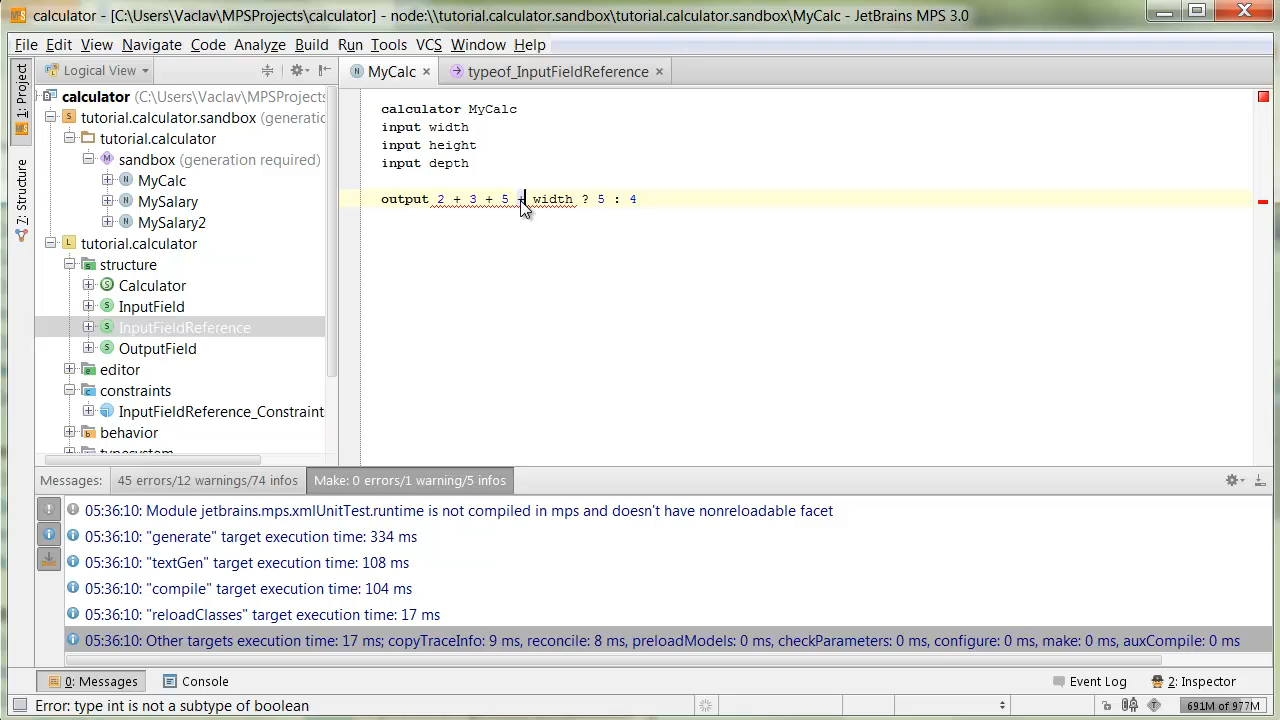 calculator - [C:\Users\Vaclav\MPSProjects\calculator] - node:\\tutorial.calculator.sandbox\tutorial.calculator.sandbox\MyCalc - JetBrains MPS 3.0
File Edit View Navigate Code Analyze Build Run Tools VCS Window Help
1: Project
7: Structure
Logical View
MyCalc
typeof_InputFieldReference
calculator (C:\Users\Vaclav\MPSProjects
tutorial.calculator.sandbox (generatio
tutorial.calculator
sandbox (generation required)
MyCalc
MySalary
MySalary2
tutorial.calculator
structure
Calculator
InputField
InputFieldReference
OutputField
editor
constraints
InputFieldReference_Constraint
behavior
typesystem
calculator MyCalc
input width
input height
input depth
output 2 + 3 + 5 + width ? 5 : 4
Messages: 45 errors/12 warnings/74 infos Make: 0 errors/1 warning/5 infos
05:36:10: Module jetbrains.mps.xmlUnitTest.runtime is not compiled in mps and doesn't have nonreloadable facet
05:36:10: "generate" target execution time: 334 ms
05:36:10: "textGen" target execution time: 108 ms
05:36:10: "compile" target execution time: 104 ms
05:36:10: "reloadClasses" target execution time: 17 ms
05:36:10: Other targets execution time: 17 ms; copyTraceInfo: 9 ms, reconcile: 8 ms, preloadModels: 0 ms, checkParameters: 0 ms, configure: 0 ms, make: 0 ms, auxCompile: 0 ms
0: Messages Console Event Log 2: Inspector
Error: type int is not a subtype of boolean 691M of 977M